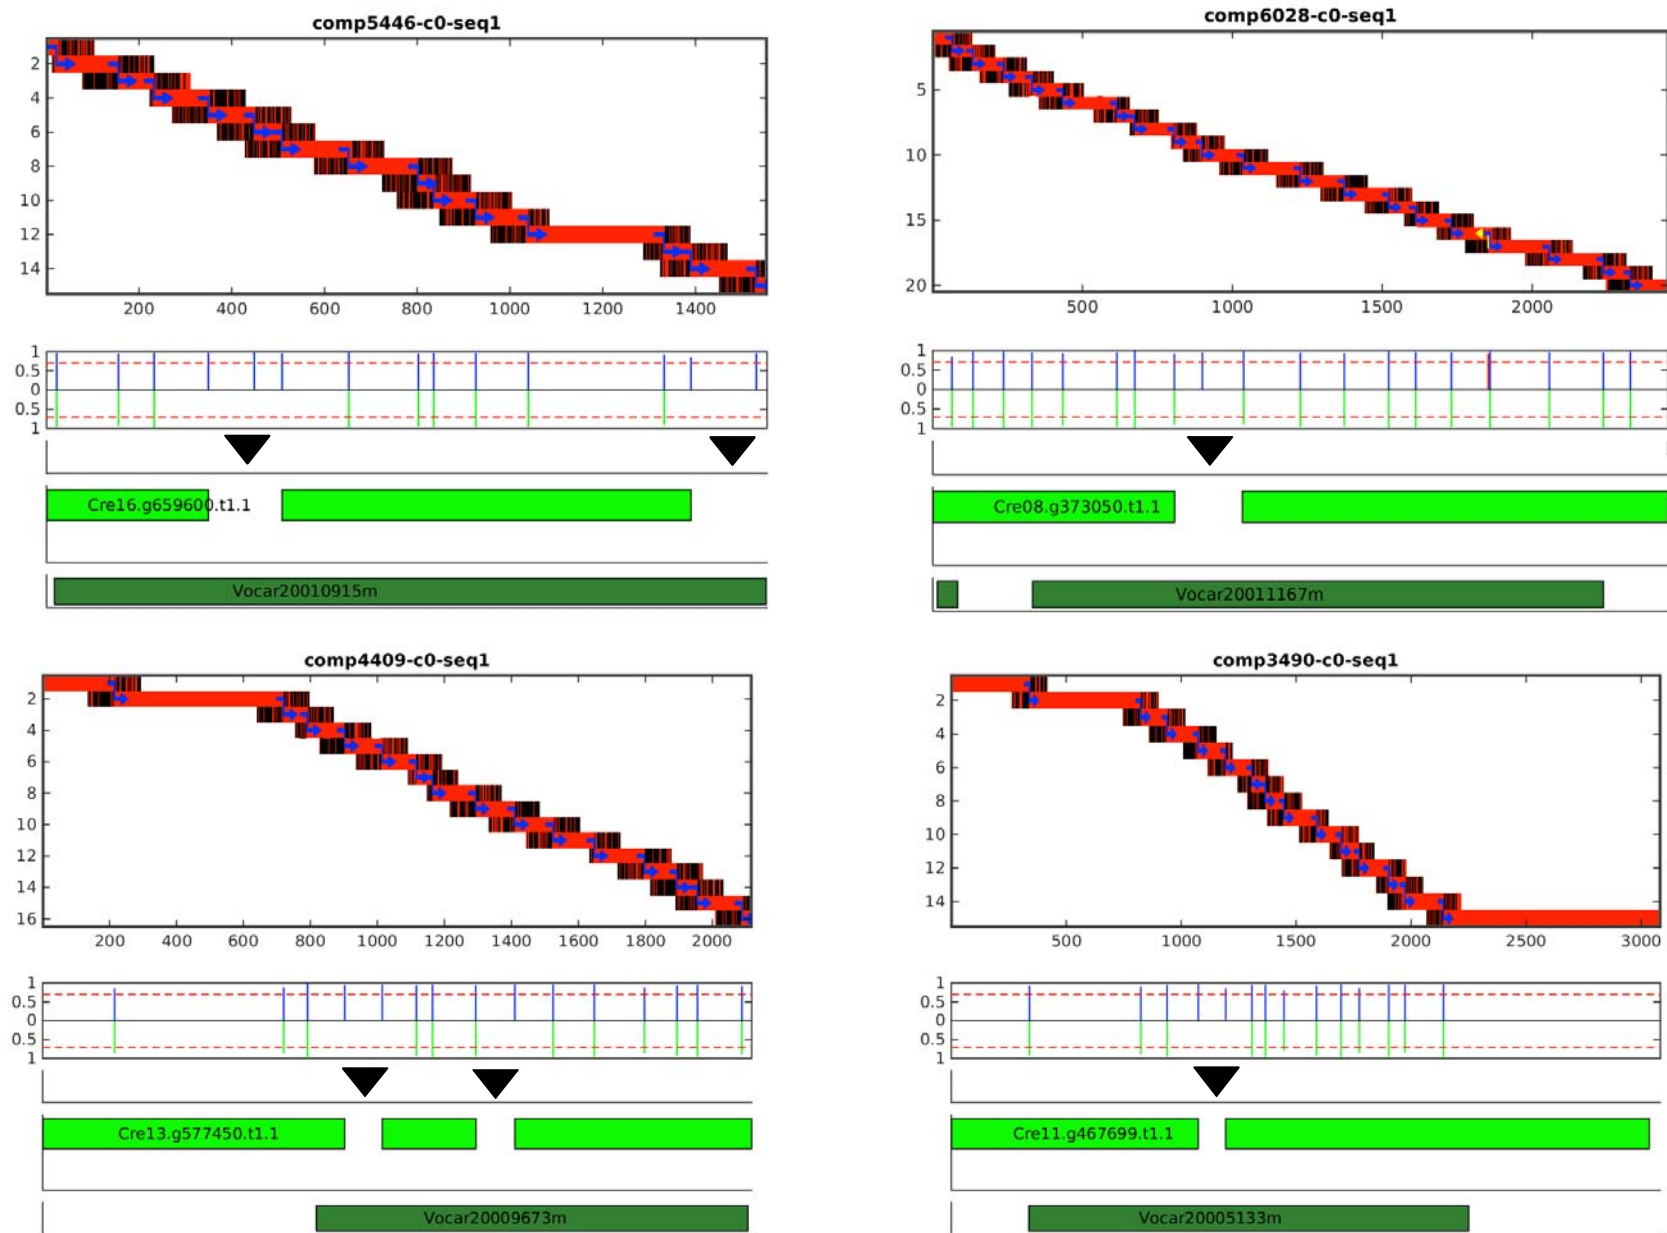 comp5446-c0-seq1
2
4
6
8
10
12
14
200 400 600 800 1000 1200 1400
1
0.5
0
0.5
1
Cre16.g659600.t1.1
Vocar20010915m
comp6028-c0-seq1
5
10
15
20
500 1000 1500 2000
1
0.5
0
0.5
1
Cre08.g373050.t1.1
Vocar20011167m
comp4409-c0-seq1
2
4
6
8
10
12
14
16
200 400 600 800 1000 1200 1400 1600 1800 2000
1
0.5
0
0.5
1
Cre13.g577450.t1.1
Vocar20009673m
comp3490-c0-seq1
2
4
6
8
10
12
14
500 1000 1500 2000 2500 3000
1
0.5
0
0.5
1
Cre11.g467699.t1.1
Vocar20005133m